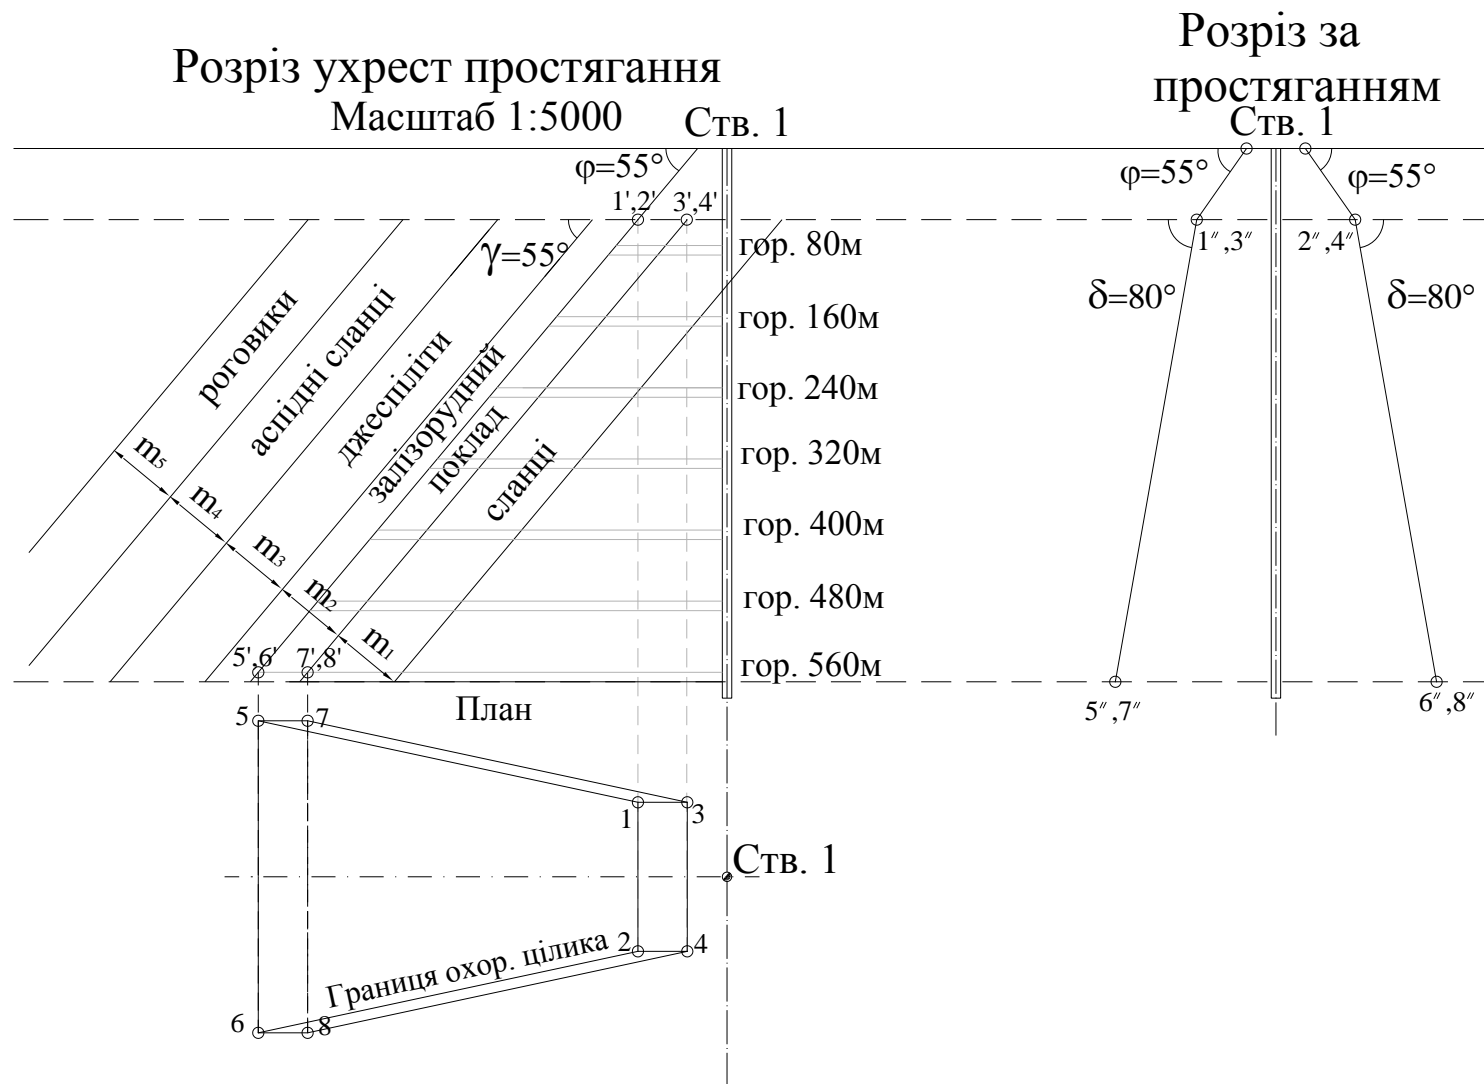 Розріз ухрест простягання
Масштаб 1:5000
Ств. 1
Розріз за
простяганням
Ств. 1
φ=55°
φ=55°
φ=55°
1',2'
3',4'
γ=55°
1″,3″
2″,4″
δ=80°
δ=80°
гор. 80м
гор. 160м
гор. 240м
гор. 320м
гор. 400м
гор. 480м
гор. 560м
роговики
аспідні сланці
джеспіліти
залізорудний
поклад
сланці
m5
m4
m3
m2
m1
5',6'
7',8'
5″,7″
6″,8″
План
5
7
1
3
Ств. 1
2
4
Границя охор. цілика
6
8